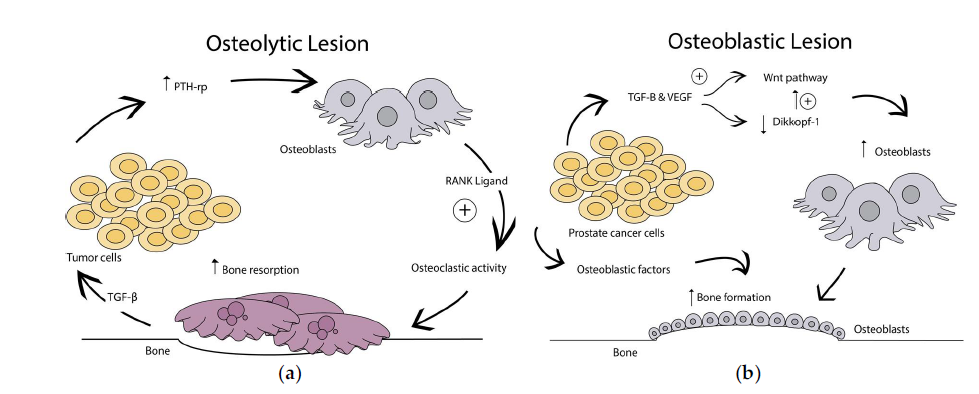 Osteolytic Lesion
↑ PTH-rp
Osteoblasts
RANK Ligand
+
Osteoclastic activity
Tumor cells
↑ Bone resorption
TGF-β
Bone
(a)
Osteoblastic Lesion
+
TGF-B & VEGF
Wnt pathway
↑ +
↓ Dikkopf-1
↑ Osteoblasts
Prostate cancer cells
Osteoblastic factors
↑ Bone formation
Osteoblasts
Bone
(b)